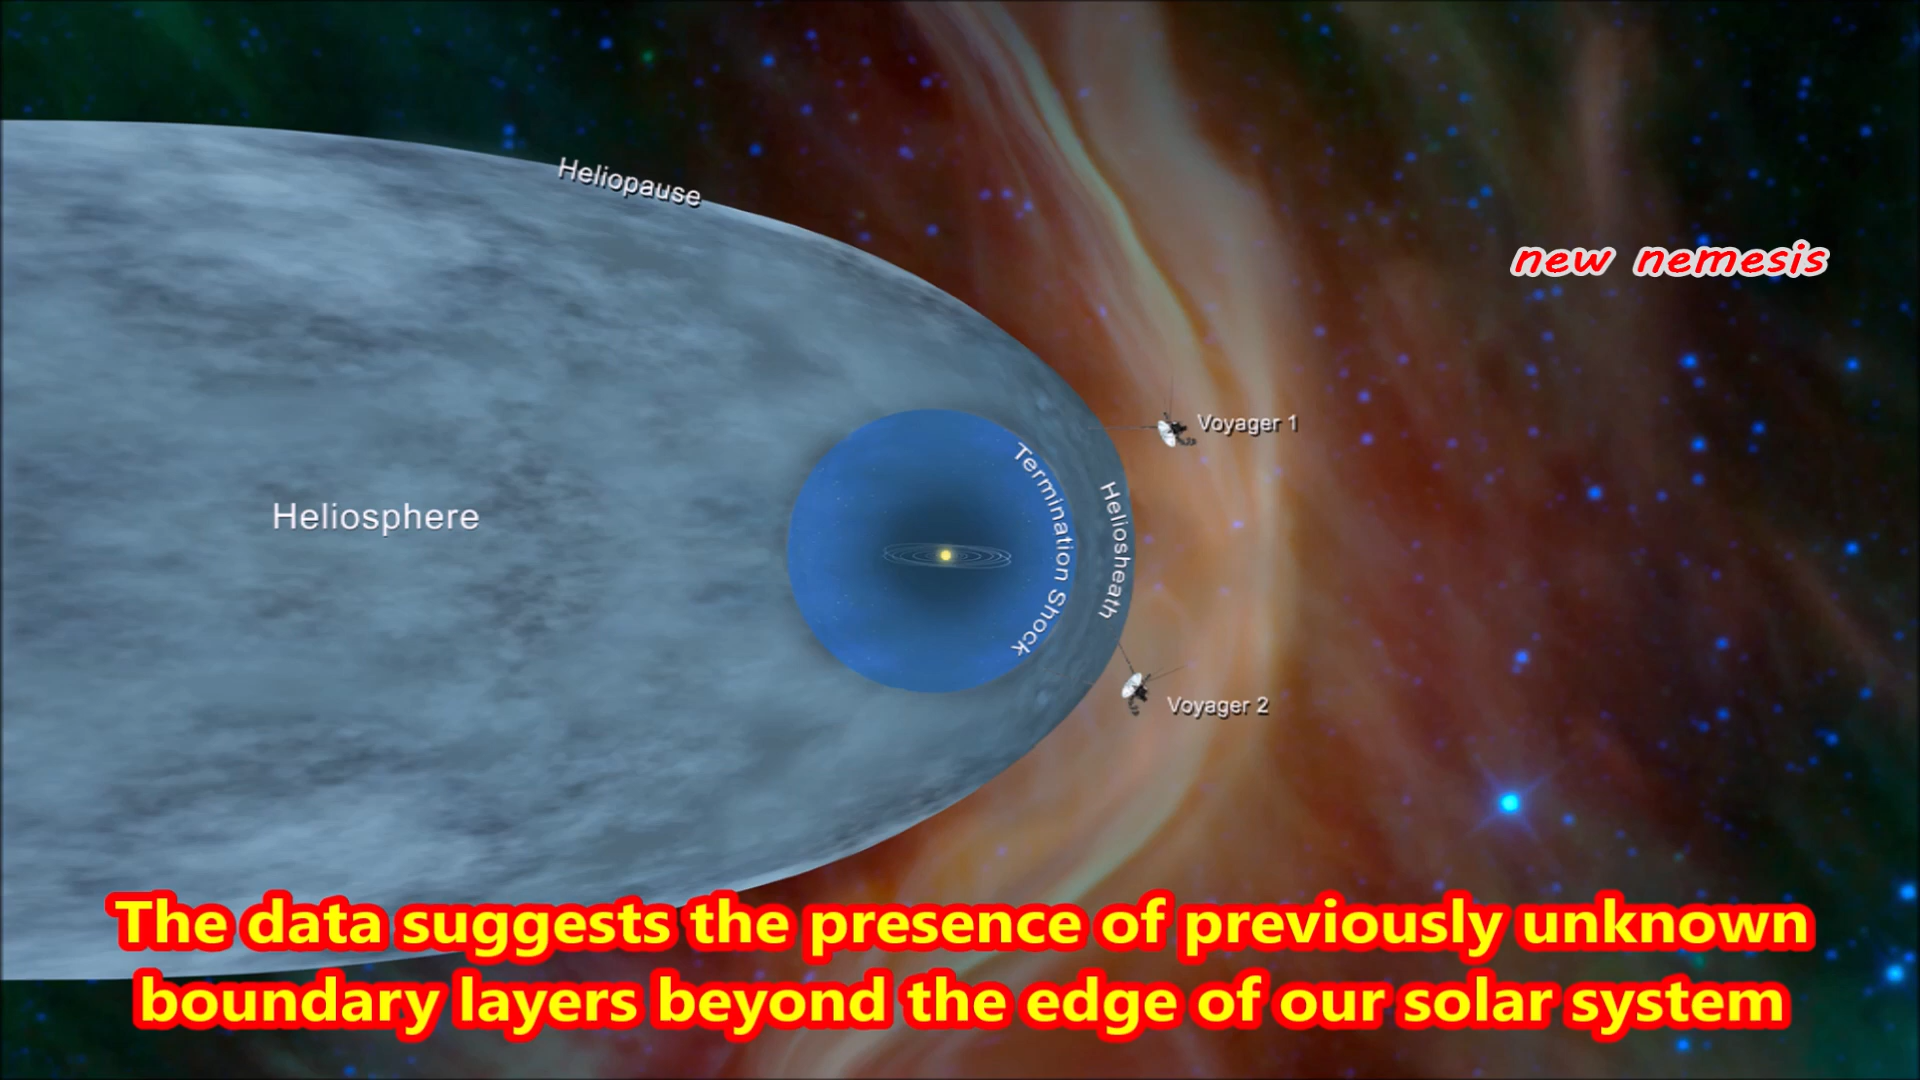 Heliopause
new nemesis
Voyager 1
Termination Shock
Heliosheath
Heliosphere
Voyager 2
The data suggests the presence of previously unknown
boundary layers beyond the edge of our solar system